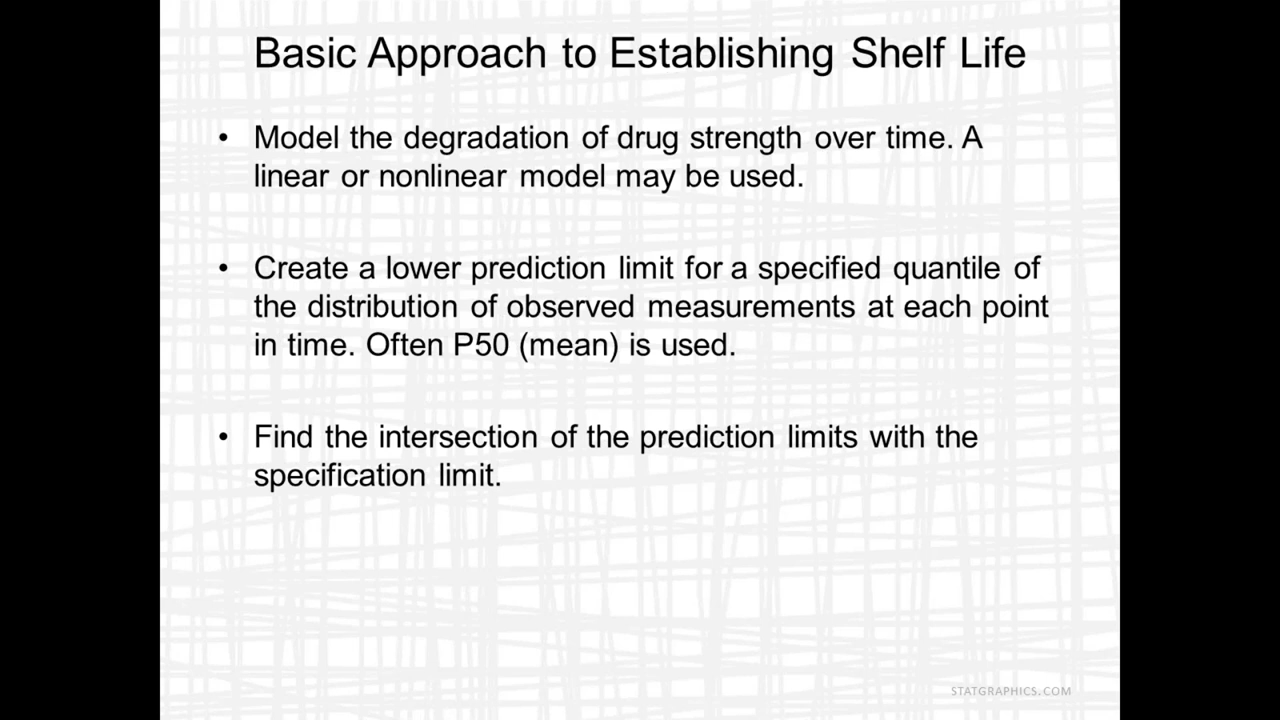 Basic Approach to Establishing Shelf Life
• Model the degradation of drug strength over time. A
linear or nonlinear model may be used.
• Create a lower prediction limit for a specified quantile of
the distribution of observed measurements at each point
in time. Often P50 (mean) is used.
• Find the intersection of the prediction limits with the
specification limit.
STATGRAPHICS.COM